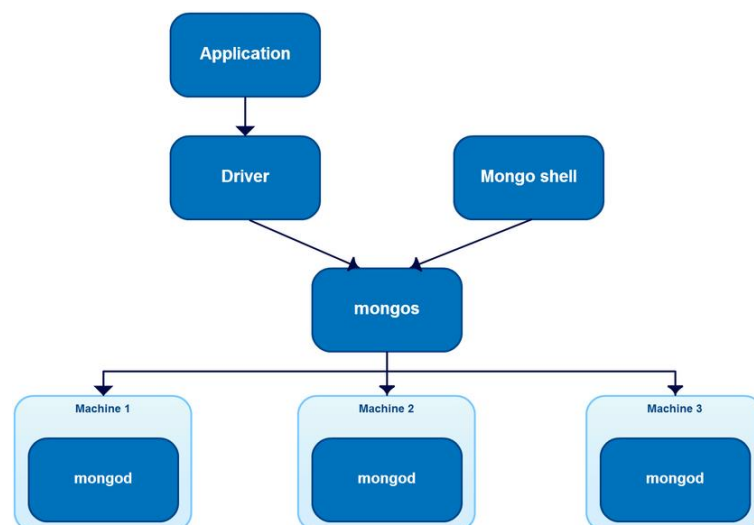 Application
Driver
Mongo shell
mongos
Machine 1
Machine 2
Machine 3
mongod
mongod
mongod